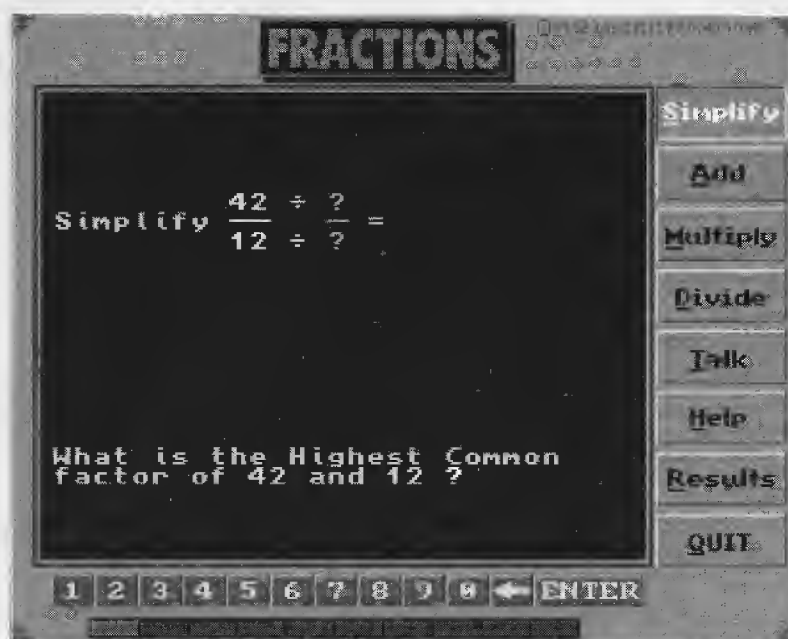 FRACTIONS
Simplify 42 ÷ ? =
12 ÷ ?
What is the Highest Common
factor of 42 and 12 ?
Simplify
Add
Multiply
Divide
Talk
Help
Results
QUIT
1 2 3 4 5 6 7 8 9 0 ← ENTER